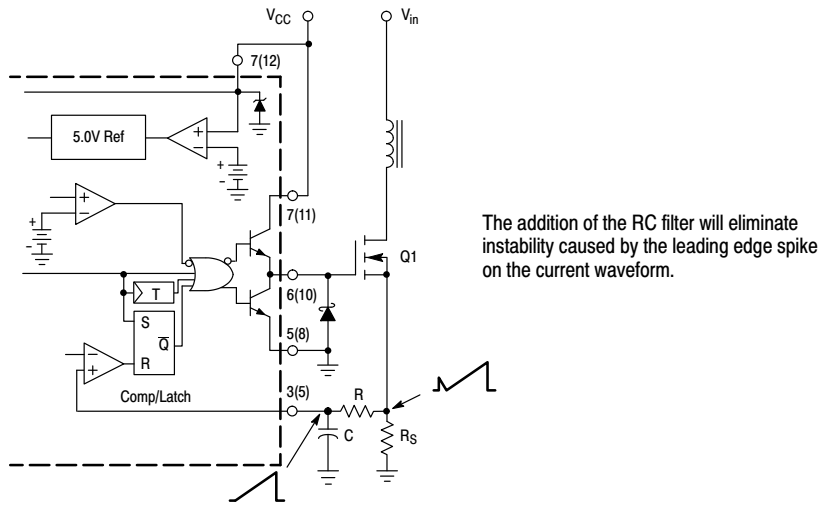 VCC
Vin
7(12)
5.0V Ref
+
-
+
-
7(11)
+
-
+
-
The addition of the RC filter will eliminate
instability caused by the leading edge spike
on the current waveform.
Q1
6(10)
T
S
Q
R
5(8)
-
+
Comp/Latch
3(5)
R
C
RS